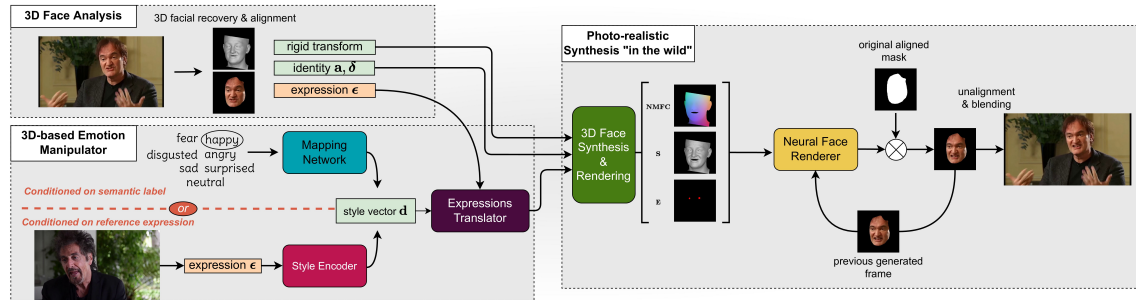 3D Face Analysis
3D facial recovery & alignment
rigid transform
identity a, δ
expression ϵ
3D-based Emotion
Manipulator
fear happy
disgusted angry
sad surprised
neutral
Mapping
Network
Conditioned on semantic label
or
Conditioned on reference expression
style vector d
Expressions
Translator
expression ϵ
Style Encoder
Photo-realistic
Synthesis "in the wild"
3D Face
Synthesis
&
Rendering
NMFC
S
E
Neural Face
Renderer
original aligned
mask
unalignment
& blending
previous generated
frame